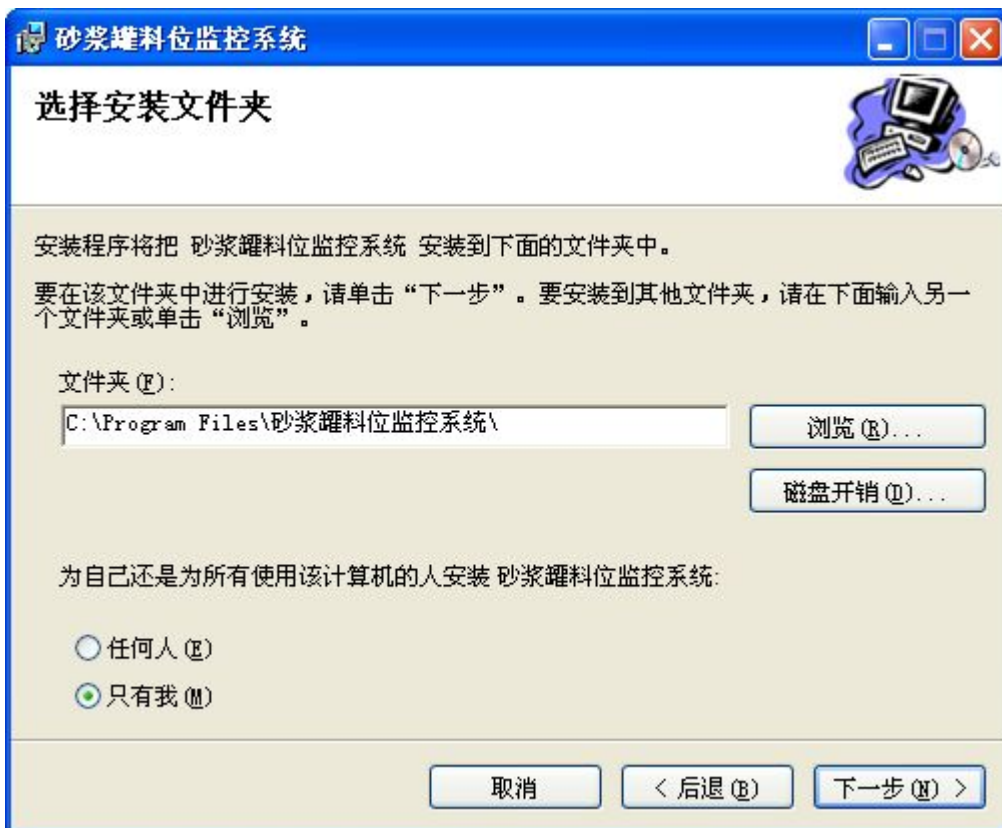 砂浆罐料位监控系统
选择安装文件夹
安装程序将把 砂浆罐料位监控系统 安装到下面的文件夹中。
要在该文件夹中进行安装，请单击“下一步”。要安装到其他文件夹，请在下面输入另一
个文件夹或单击“浏览”。
文件夹(F):
C:\Program Files\砂浆罐料位监控系统\
浏览(R)...
磁盘开销(D)...
为自己还是为所有使用该计算机的人安装 砂浆罐料位监控系统:
任何人(E)
只有我(M)
取消
< 后退(B)
下一步(N) >